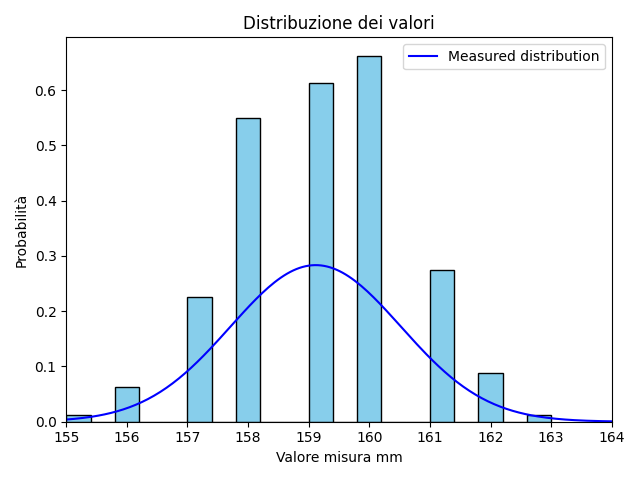 Distribuzione dei valori
Measured distribution
Probabilità
0.6
0.5
0.4
0.3
0.2
0.1
0.0
155 156 157 158 159 160 161 162 163 164
Valore misura mm